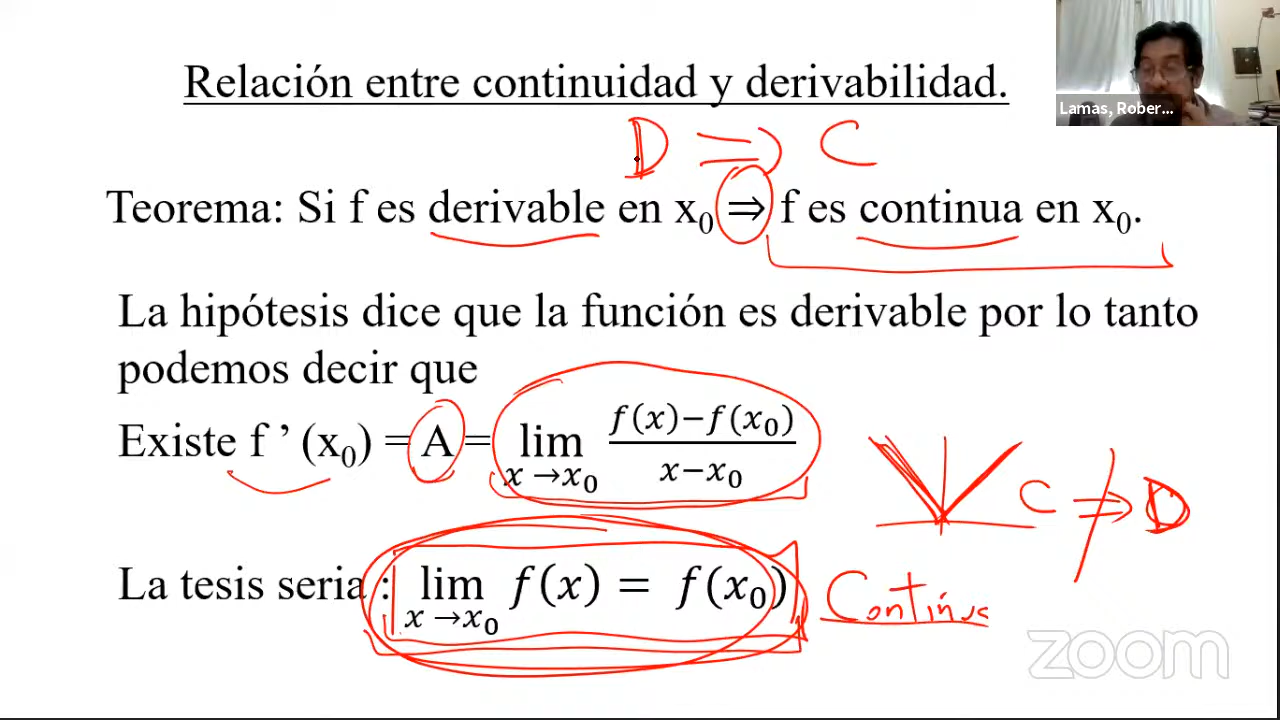 Relación entre continuidad y derivabilidad.
Lamas, Rober...
D ⇒ C
Teorema: Si f es derivable en x₀ ⇒ f es continua en x₀.
La hipótesis dice que la función es derivable por lo tanto
podemos decir que
Existe f ’ (x₀) = A = lim x →x₀ f(x)−f(x₀) / x−x₀
C ⇏ D
La tesis seria : lim x →x₀ f(x) = f(x₀)
Continua
zoom